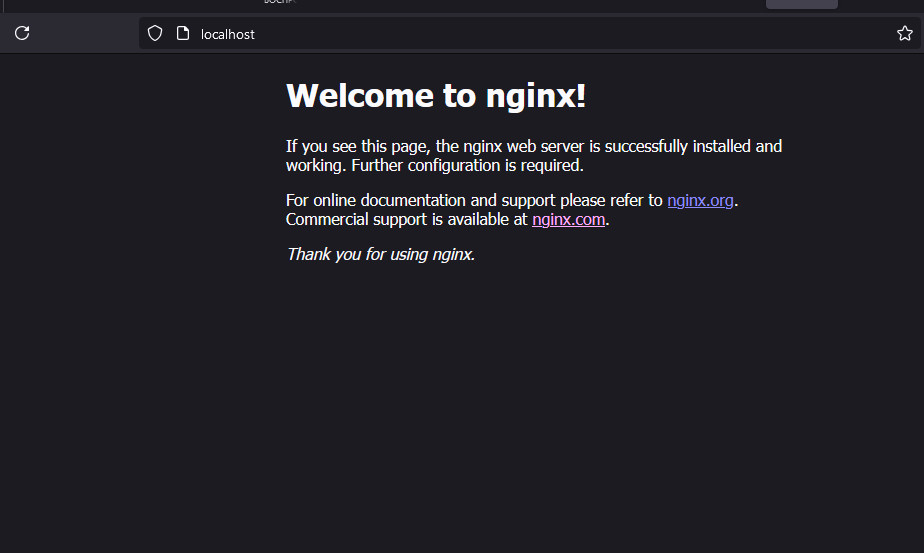 localhost
Welcome to nginx!
If you see this page, the nginx web server is successfully installed and
working. Further configuration is required.
For online documentation and support please refer to nginx.org.
Commercial support is available at nginx.com.
Thank you for using nginx.